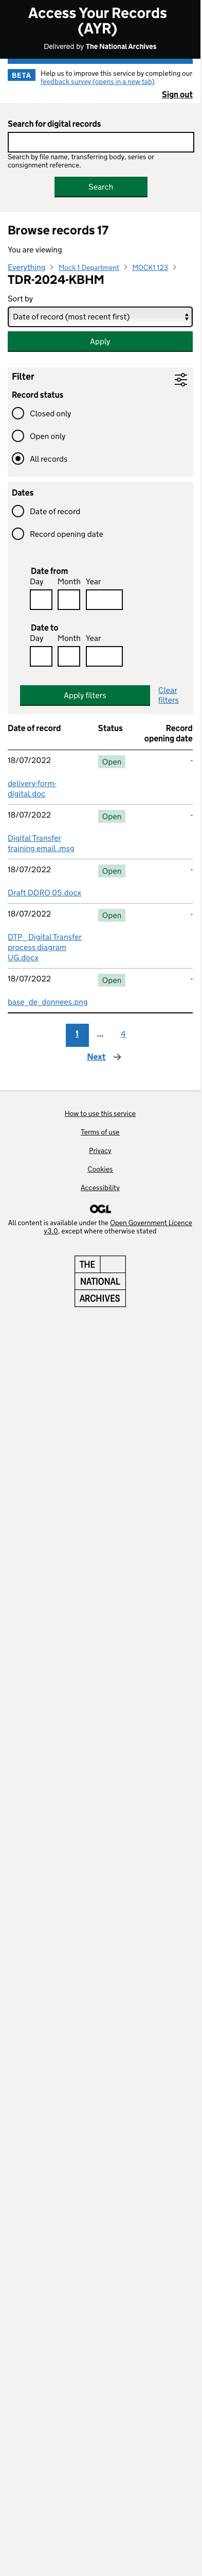 Access Your Records
(AYR)
Delivered by The National Archives
BETA
Help us to improve this service by completing our
feedback survey (opens in a new tab)
Sign out
Search for digital records
Search by file name, transferring body, series or
consignment reference.
Search
Browse records 17
You are viewing
Everything > Mock 1 Department > MOCK1 123 >
TDR-2024-KBHM
Sort by
Date of record (most recent first)
Apply
Filter
Record status
Closed only
Open only
All records
Dates
Date of record
Record opening date
Date from
Day Month Year
Date to
Day Month Year
Apply filters
Clear
filters
Date of record Status Record
opening date
18/07/2022 Open -
delivery-form-
digital.doc
18/07/2022 Open -
Digital Transfer
training email .msg
18/07/2022 Open -
Draft DDRO 05.docx
18/07/2022 Open -
DTP_ Digital Transfer
process diagram
UG.docx
18/07/2022 Open -
base_de_donnees.png
1 ... 4
Next →
How to use this service
Terms of use
Privacy
Cookies
Accessibility
OGL
All content is available under the Open Government Licence
v3.0, except where otherwise stated
THE
NATIONAL
ARCHIVES